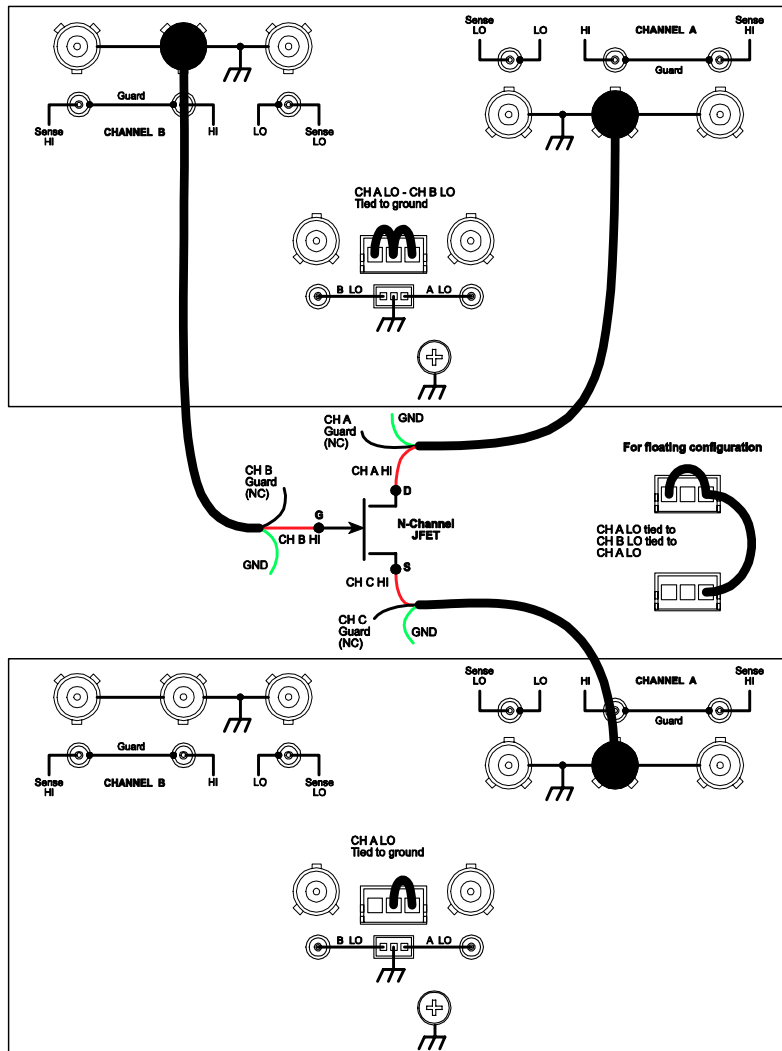 Sense
LO
LO
HI
CHANNEL A
Sense
HI
Guard
Guard
Sense
HI
CHANNEL B
HI
LO
Sense
LO
CH A LO - CH B LO
Tied to ground
B LO
A LO
CH A
Guard
(NC)
GND
For floating configuration
CH A HI
CH B
Guard
(NC)
D
G
N-Channel
JFET
CH B HI
GND
CH A LO tied to
CH B LO tied to
CH A LO
S
CH C HI
CH C
Guard
(NC)
GND
Sense
LO
LO
HI
CHANNEL A
Sense
HI
Guard
Guard
Sense
HI
CHANNEL B
HI
LO
Sense
LO
CH A LO
Tied to ground
B LO
A LO